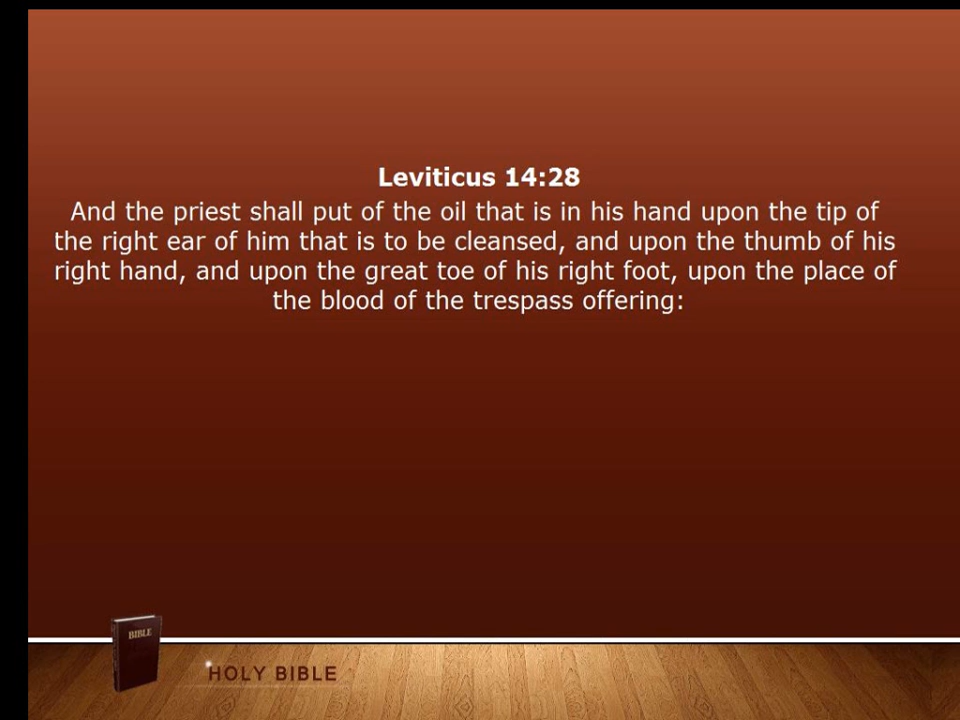 Leviticus 14:28
And the priest shall put of the oil that is in his hand upon the tip of
the right ear of him that is to be cleansed, and upon the thumb of his
right hand, and upon the great toe of his right foot, upon the place of
the blood of the trespass offering:
BIBLE
HOLY BIBLE